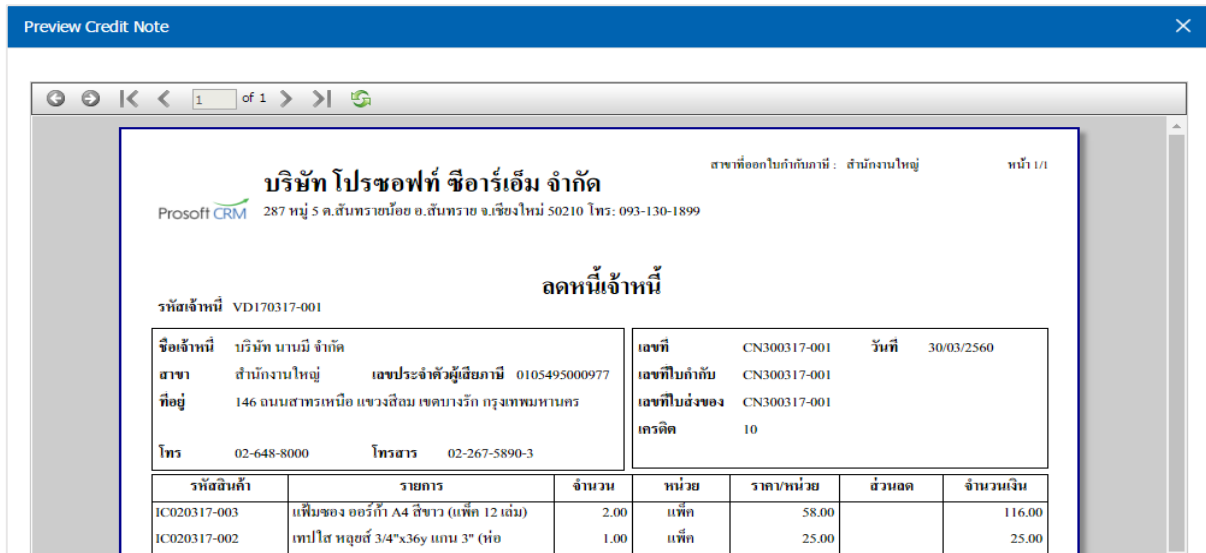 Preview Credit Note
1 of 1
สาขาที่ออกใบกำกับภาษี : สำนักงานใหญ่ หน้า 1/1
บริษัท โปรซอฟท์ ซีอาร์เอ็ม จำกัด
Prosoft CRM 287 หมู่ 5 ต.สันทรายน้อย อ.สันทราย จ.เชียงใหม่ 50210 โทร: 093-130-1899
ลดหนี้เจ้าหนี้
รหัสเจ้าหนี้ VD170317-001
ชื่อเจ้าหนี้ บริษัท นานมี จำกัด เลขที่ CN300317-001 วันที่ 30/03/2560
สาขา สำนักงานใหญ่ เลขประจำตัวผู้เสียภาษี 0105495000977 เลขที่ใบกำกับ CN300317-001
ที่อยู่ 146 ถนนสาทรเหนือ แขวงสีลม เขตบางรัก กรุงเทพมหานคร เลขที่ใบส่งของ CN300317-001
เครดิต 10
โทร 02-648-8000 โทรสาร 02-267-5890-3
รหัสสินค้า รายการ จำนวน หน่วย ราคา/หน่วย ส่วนลด จำนวนเงิน
IC020317-003 แฟ้มซอง ออร์ก้า A4 สีขาว (แพ็ค 12 เล่ม) 2.00 แพ็ค 58.00 116.00
IC020317-002 เทปใส หลุยส์ 3/4"x36y แกน 3" (ห่อ 1.00 แพ็ค 25.00 25.00